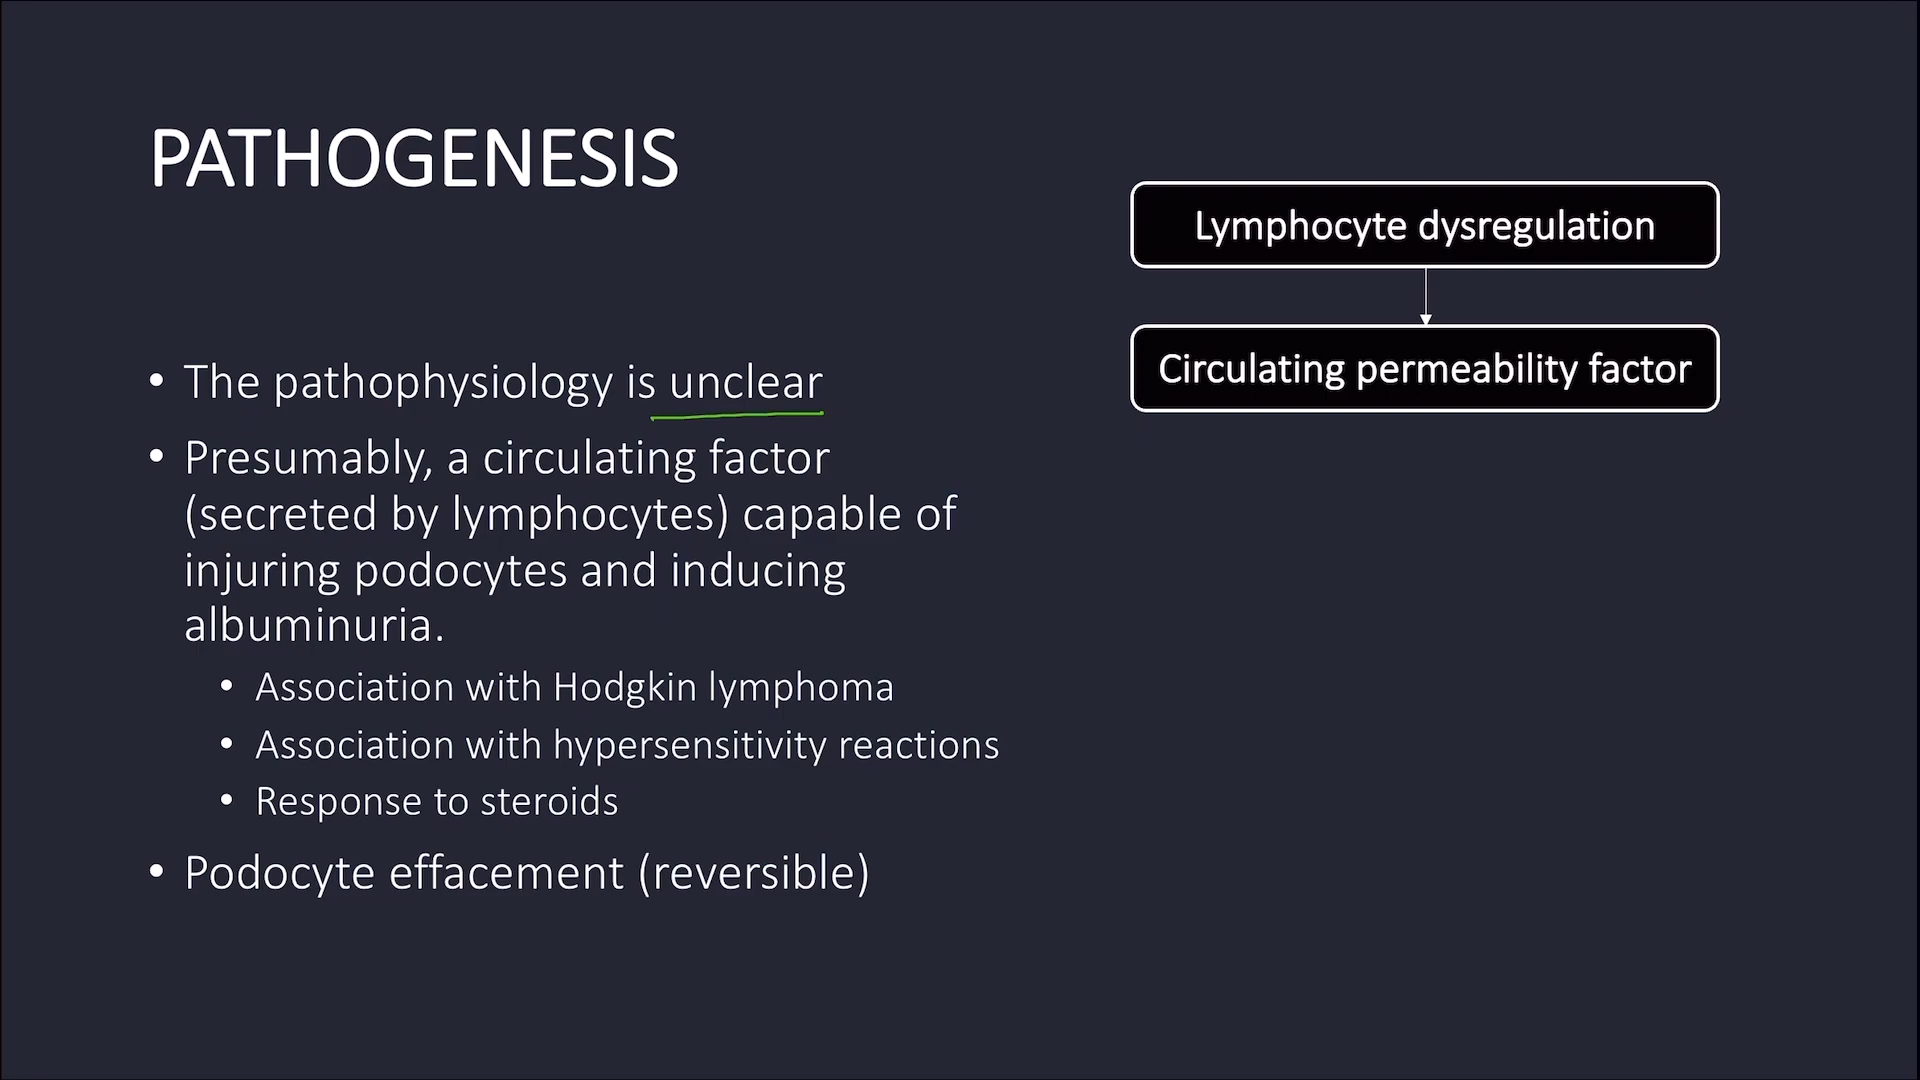 PATHOGENESIS
Lymphocyte dysregulation
Circulating permeability factor
• The pathophysiology is unclear
• Presumably, a circulating factor
(secreted by lymphocytes) capable of
injuring podocytes and inducing
albuminuria.
• Association with Hodgkin lymphoma
• Association with hypersensitivity reactions
• Response to steroids
• Podocyte effacement (reversible)